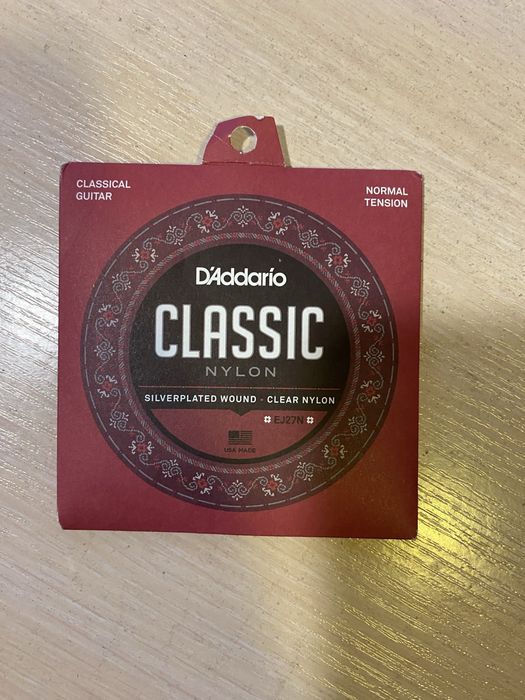 CLASSICAL
GUITAR
NORMAL
TENSION
D'Addario
CLASSIC
NYLON
SILVERPLATED WOUND · CLEAR NYLON
EJ27N
USA MADE